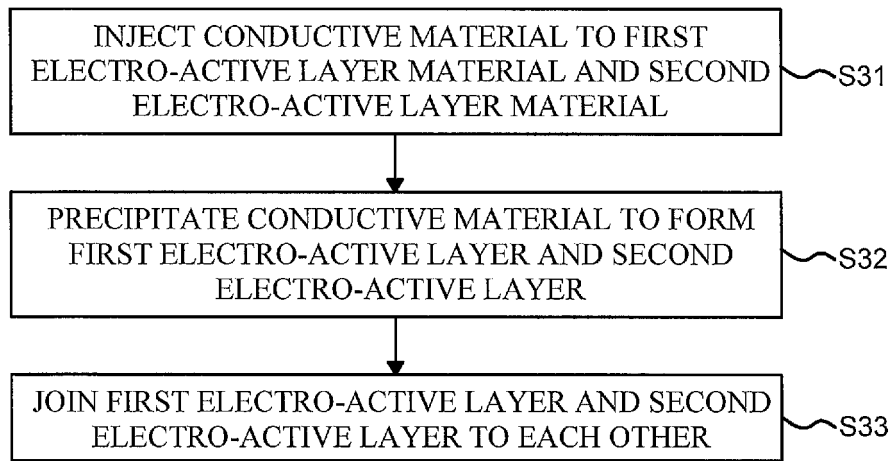 INJECT CONDUCTIVE MATERIAL TO FIRST
ELECTRO-ACTIVE LAYER MATERIAL AND SECOND
ELECTRO-ACTIVE LAYER MATERIAL
S31
PRECIPITATE CONDUCTIVE MATERIAL TO FORM
FIRST ELECTRO-ACTIVE LAYER AND SECOND
ELECTRO-ACTIVE LAYER
S32
JOIN FIRST ELECTRO-ACTIVE LAYER AND SECOND
ELECTRO-ACTIVE LAYER TO EACH OTHER
S33